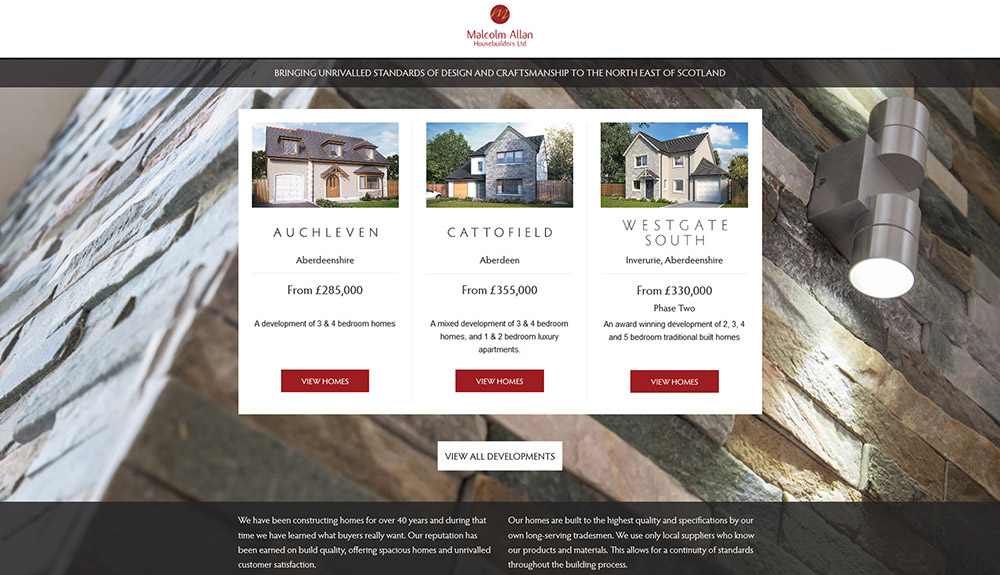 Malcolm Allan
Housebuilders Ltd
BRINGING UNRIVALLED STANDARDS OF DESIGN AND CRAFTSMANSHIP TO THE NORTH EAST OF SCOTLAND
AUCHLEVEN
Aberdeenshire
From £285,000
A development of 3 & 4 bedroom homes
VIEW HOMES
CATTOFIELD
Aberdeen
From £355,000
A mixed development of 3 & 4 bedroom
homes, and 1 & 2 bedroom luxury
apartments.
VIEW HOMES
WESTGATE
SOUTH
Inverurie, Aberdeenshire
From £330,000
Phase Two
An award winning development of 2, 3, 4
and 5 bedroom traditional built homes
VIEW HOMES
VIEW ALL DEVELOPMENTS
We have been constructing homes for over 40 years and during that
time we have learned what buyers really want. Our reputation has
been earned on build quality, offering spacious homes and unrivalled
customer satisfaction.
Our homes are built to the highest quality and specifications by our
own long-serving tradesmen. We use only local suppliers who know
our products and materials. This allows for a continuity of standards
throughout the building process.